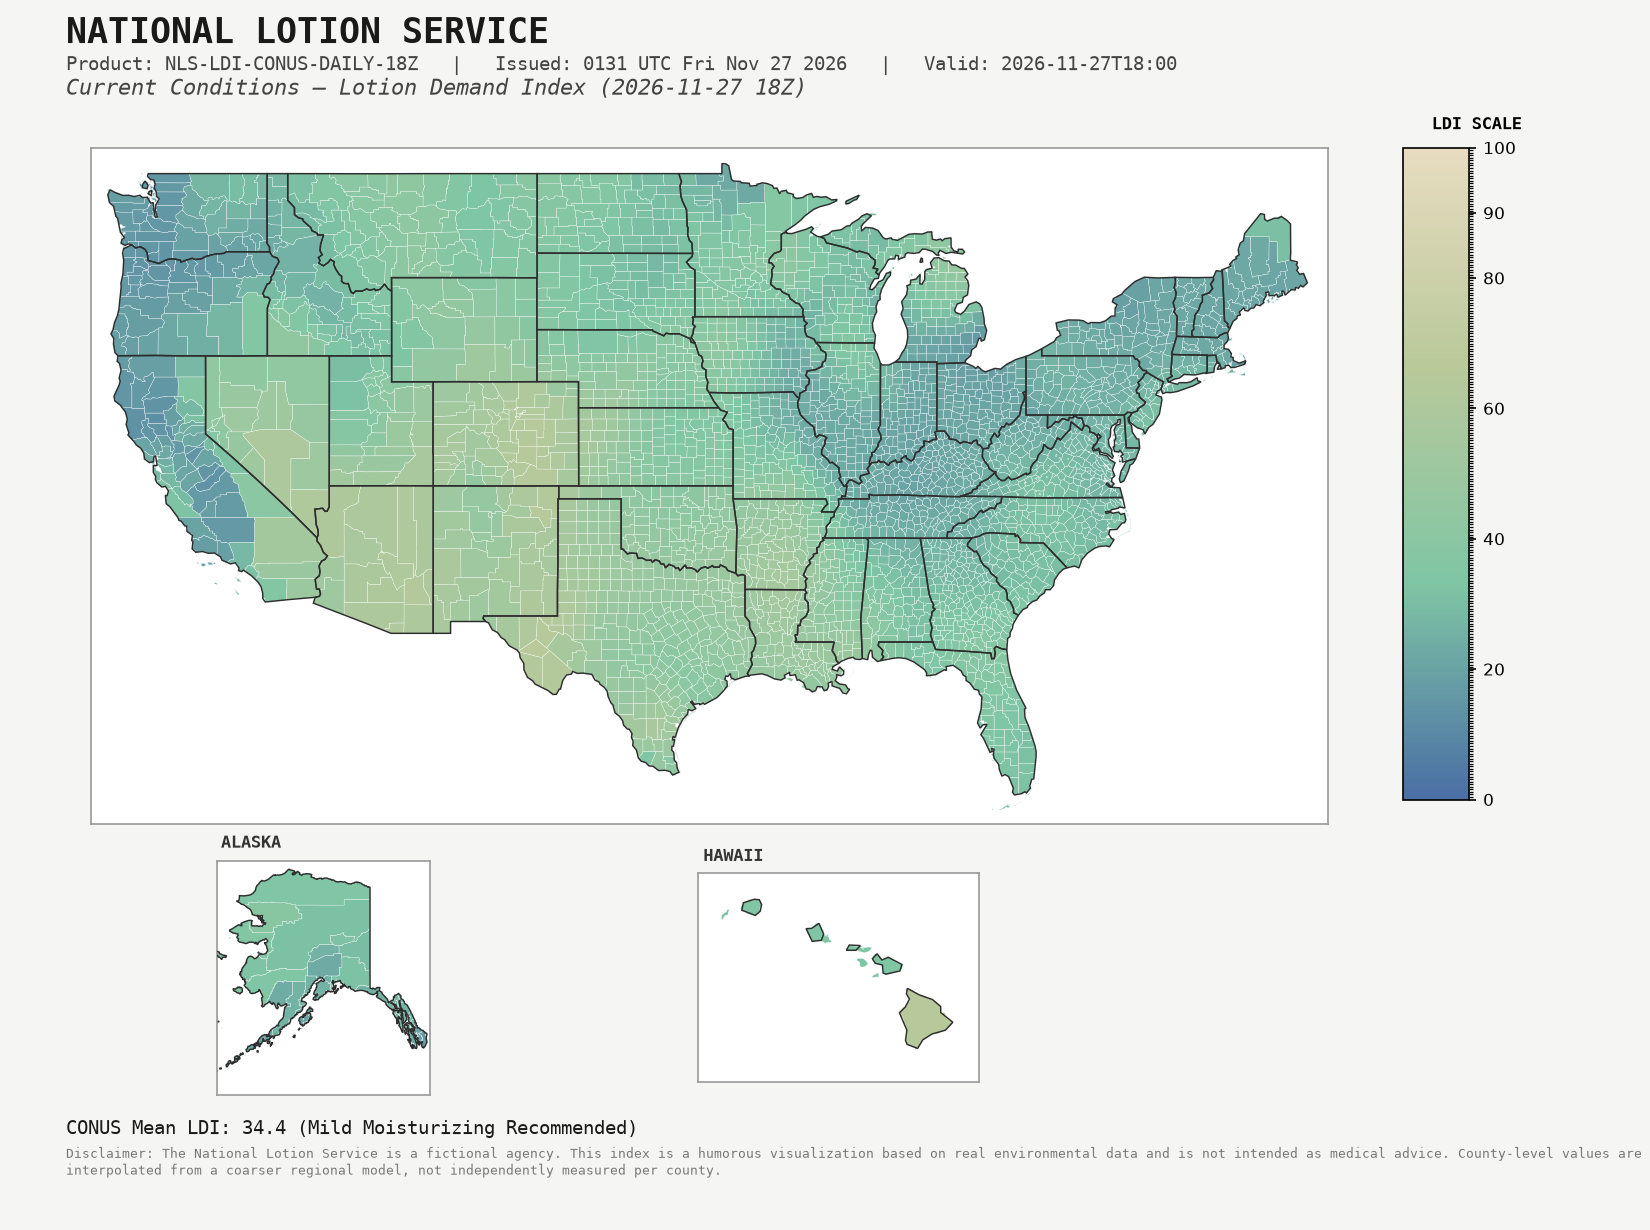 NATIONAL LOTION SERVICE
Product: NLS-LDI-CONUS-DAILY-18Z | Issued: 0131 UTC Fri Nov 27 2026 | Valid: 2026-11-27T18:00
Current Conditions — Lotion Demand Index (2026-11-27 18Z)
LDI SCALE
100
90
80
60
40
20
0
ALASKA
HAWAII
CONUS Mean LDI: 34.4 (Mild Moisturizing Recommended)
Disclaimer: The National Lotion Service is a fictional agency. This index is a humorous visualization based on real environmental data and is not intended as medical advice. County-level values are
interpolated from a coarser regional model, not independently measured per county.